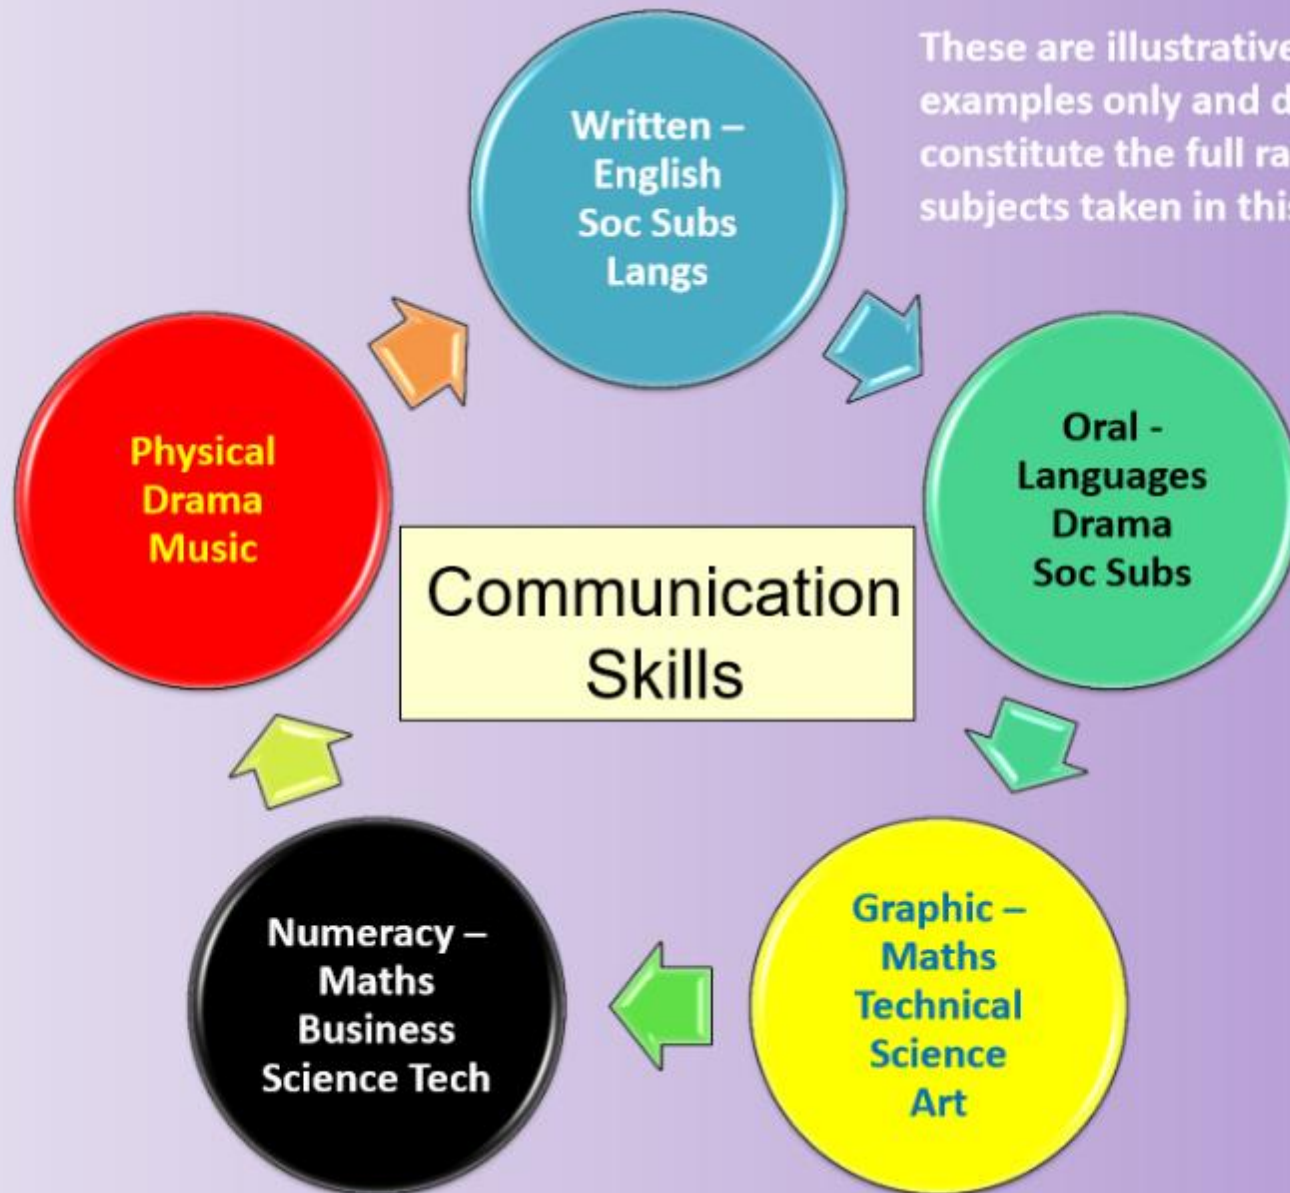 Written –
English
Soc Subs
Langs
These are illustrative
examples only and d
constitute the full ra
subjects taken in this
Oral -
Languages
Drama
Soc Subs
Physical
Drama
Music
Communication
Skills
Graphic –
Maths
Technical
Science
Art
Numeracy –
Maths
Business
Science Tech